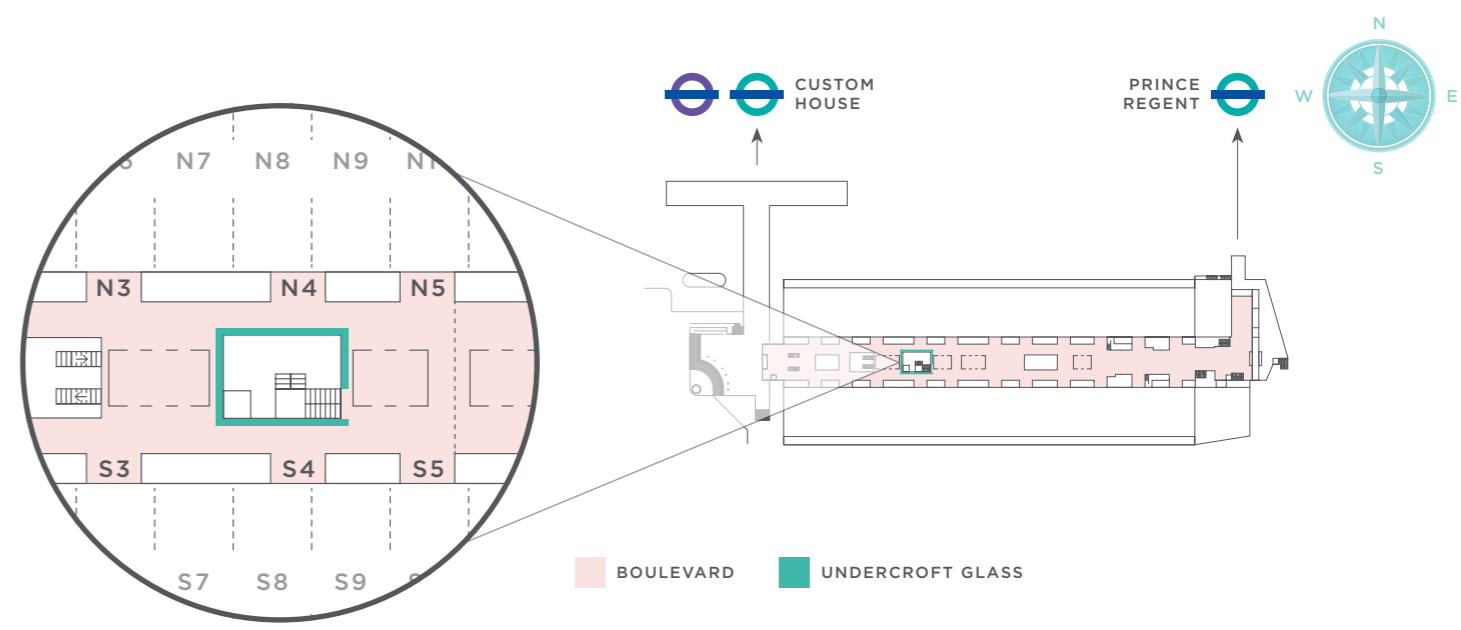 N
CUSTOM
HOUSE
PRINCE
REGENT
W
E
S
N7
N8
N9
N3
N4
N5
S3
S4
S5
S7
S8
S9
BOULEVARD
UNDERCROFT GLASS